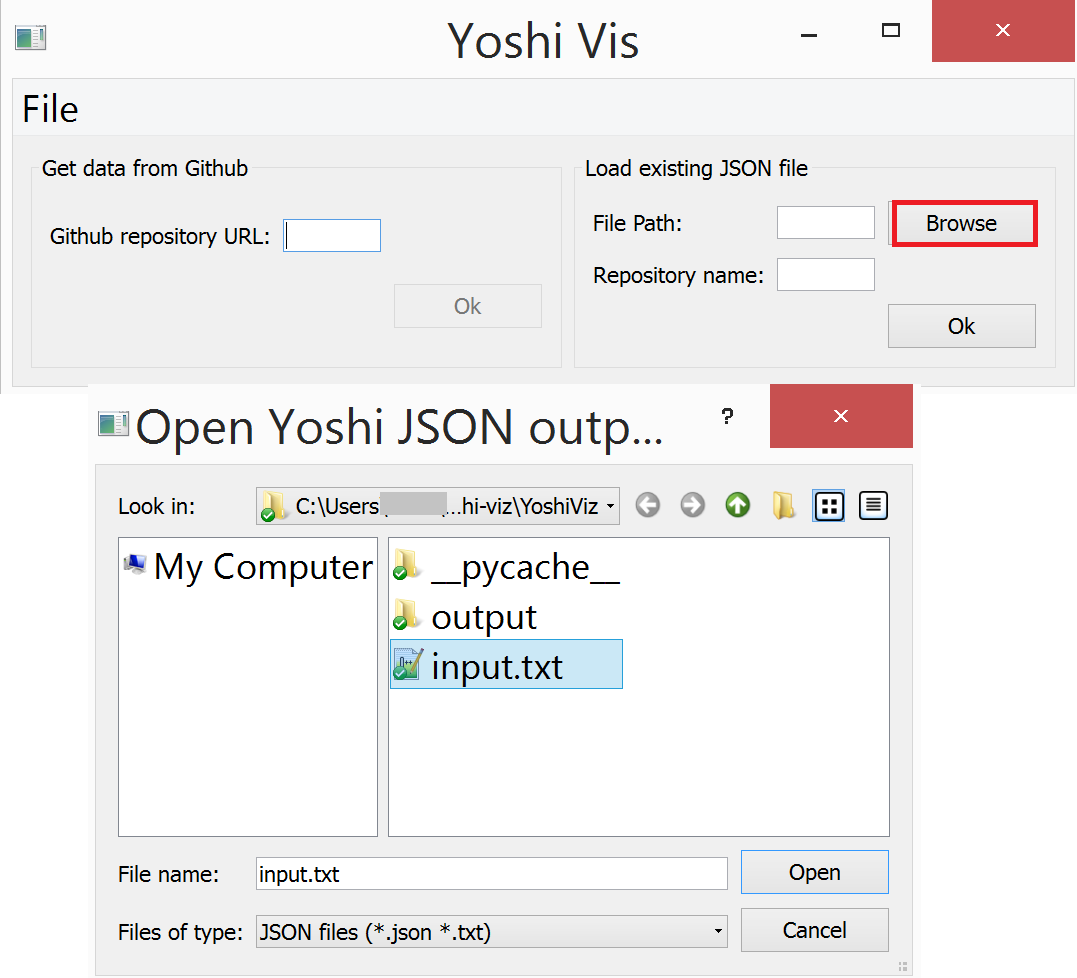 Yoshi Vis
File
Get data from Github
Github repository URL:
Ok
Load existing JSON file
File Path:
Browse
Repository name:
Ok
Open Yoshi JSON outp...
?
Look in:
C:\Users\ \...hi-viz\YoshiViz
My Computer
__pycache__
output
input.txt
File name:
input.txt
Open
Files of type:
JSON files (*.json *.txt)
Cancel